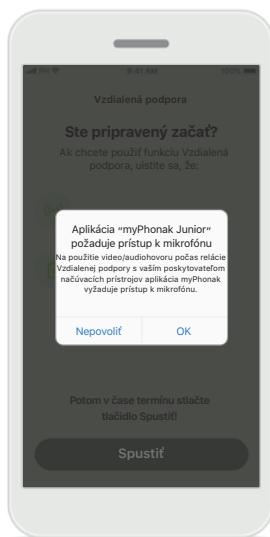 9:41 AM
100%
Vzdialená podpora
Ste pripravený začať?
Ak chcete použiť funkciu Vzdialená
podpora, uistite sa, že:
Aplikácia "myPhonak Junior"
požaduje prístup k mikrofónu
Na použitie video/audiohovoru počas relácie
Vzdialenej podpory s vaším poskytovateľom
načúvacích prístrojov aplikácia myPhonak
vyžaduje prístup k mikrofónu.
Nepovoliť
OK
Potom v čase termínu stlačte
tlačidlo Spustiť!
Spustiť